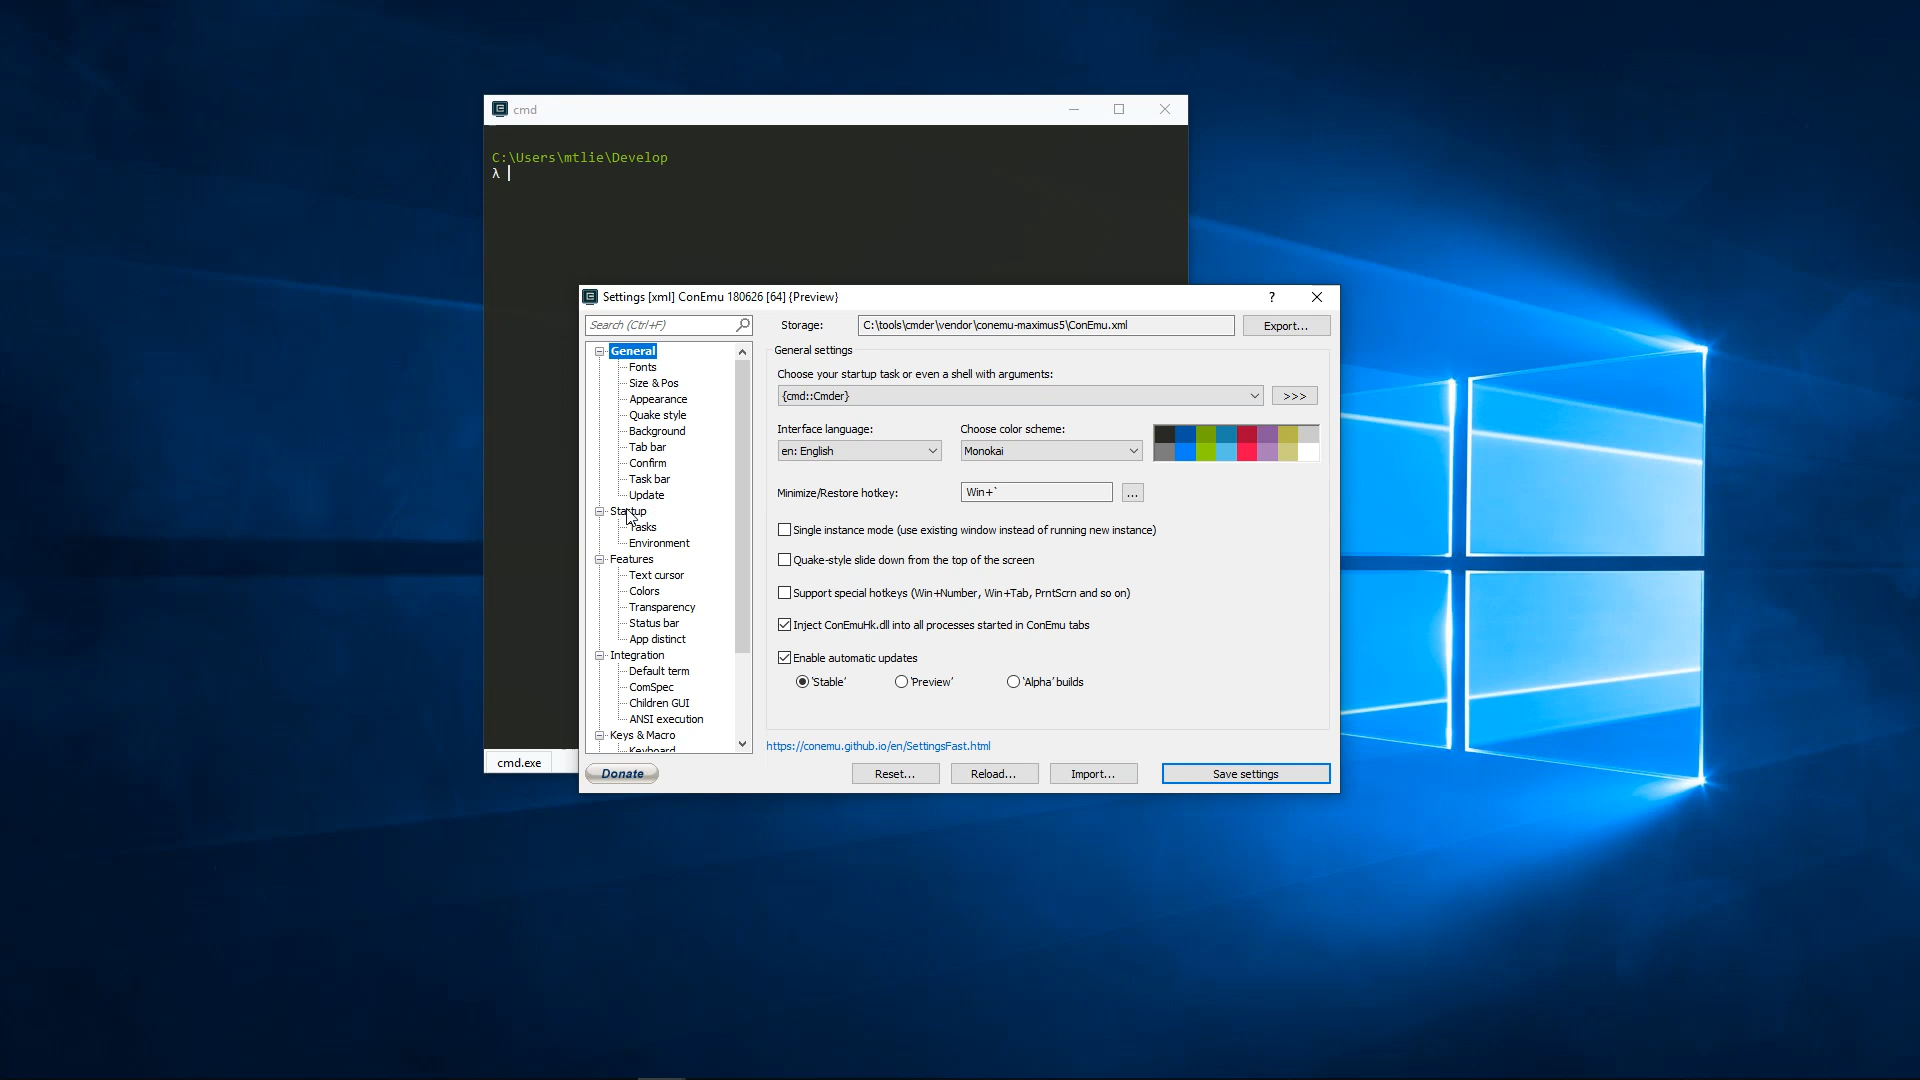 cmd
C:\Users\mtlie\Develop
λ
cmd.exe
Settings [xml] ConEmu 180626 [64] {Preview}
?
Search (Ctrl+F)
General
Fonts
Size & Pos
Appearance
Quake style
Background
Tab bar
Confirm
Task bar
Update
Startup
Tasks
Environment
Features
Text cursor
Colors
Transparency
Status bar
App distinct
Integration
Default term
ComSpec
Children GUI
ANSI execution
Keys & Macro
Keyboard
Donate
Storage:
C:\tools\cmder\vendor\conemu-maximus5\ConEmu.xml
Export...
General settings
Choose your startup task or even a shell with arguments:
{cmd::Cmder}
>>>
Interface language:
Choose color scheme:
en: English
Monokai
Minimize/Restore hotkey:
Win+`
...
Single instance mode (use existing window instead of running new instance)
Quake-style slide down from the top of the screen
Support special hotkeys (Win+Number, Win+Tab, PrntScrn and so on)
Inject ConEmuHk.dll into all processes started in ConEmu tabs
Enable automatic updates
'Stable'
'Preview'
'Alpha' builds
https://conemu.github.io/en/SettingsFast.html
Reset...
Reload...
Import...
Save settings